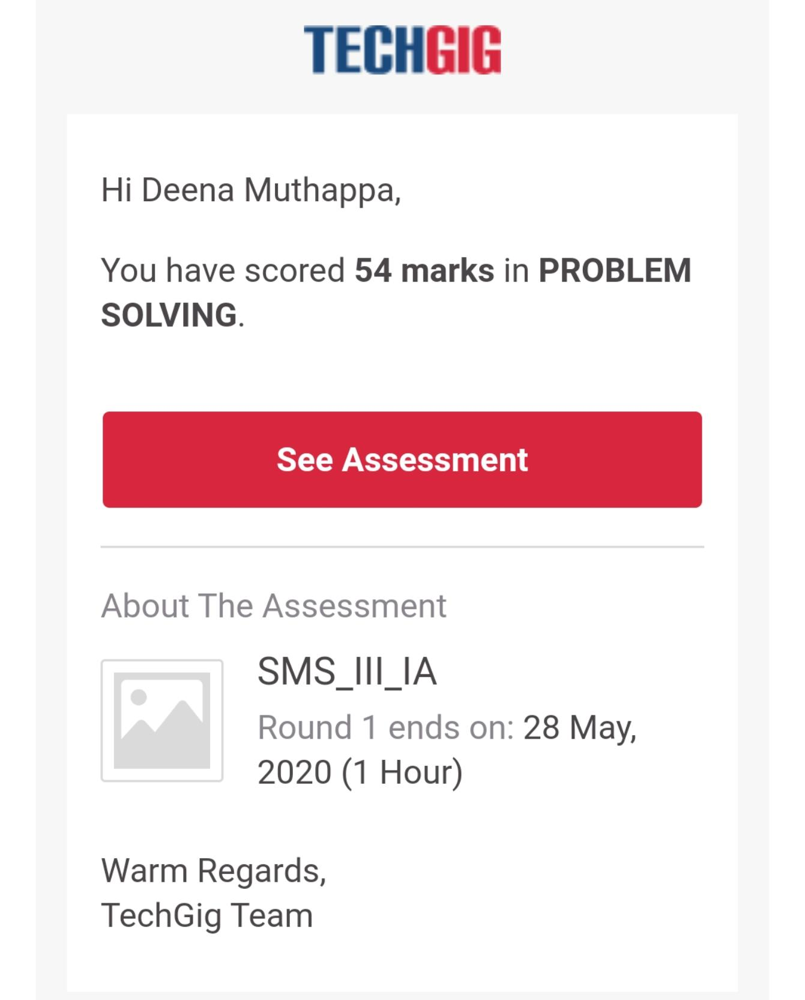 TECHGIG
Hi Deena Muthappa,
You have scored 54 marks in PROBLEM
SOLVING.
See Assessment
About The Assessment
SMS_III_IA
Round 1 ends on: 28 May,
2020 (1 Hour)
Warm Regards,
TechGig Team